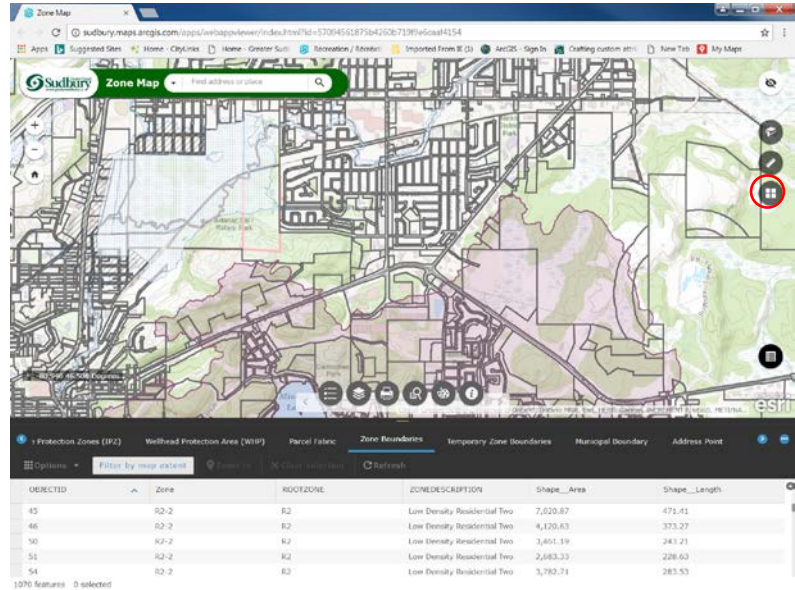 Zone Map
sudbury.maps.arcgis.com/apps/webappviewer/index.html?id=
Apps Suggested Sites Home - CityLinks Home - Greater Sudb Recreation / Imported From IE (1) ArcGIS - Sign In Crafting custom New Tab My Maps
Sudbury Zone Map Find address or place
Protection Zones (IPZ) Wellhead Protection Area (WHP) Parcel Fabric Zone Boundaries Temporary Zone Boundaries Municipal Boundary Address Point
Options Filter by map extent Zoom to Clear selection Refresh
OBJECTID Zone ROOTZONE ZONEDESCRIPTION Shape__Area Shape__Length
45 R2-2 R2 Low Density Residential Two 7,020.87 471.41
46 R2-2 R2 Low Density Residential Two 4,120.63 373.27
50 R2-2 R2 Low Density Residential Two 3,461.19 243.21
51 R2-2 R2 Low Density Residential Two 2,683.33 228.63
54 R2-2 R2 Low Density Residential Two 3,782.71 283.53
1070 features 0 selected
esri